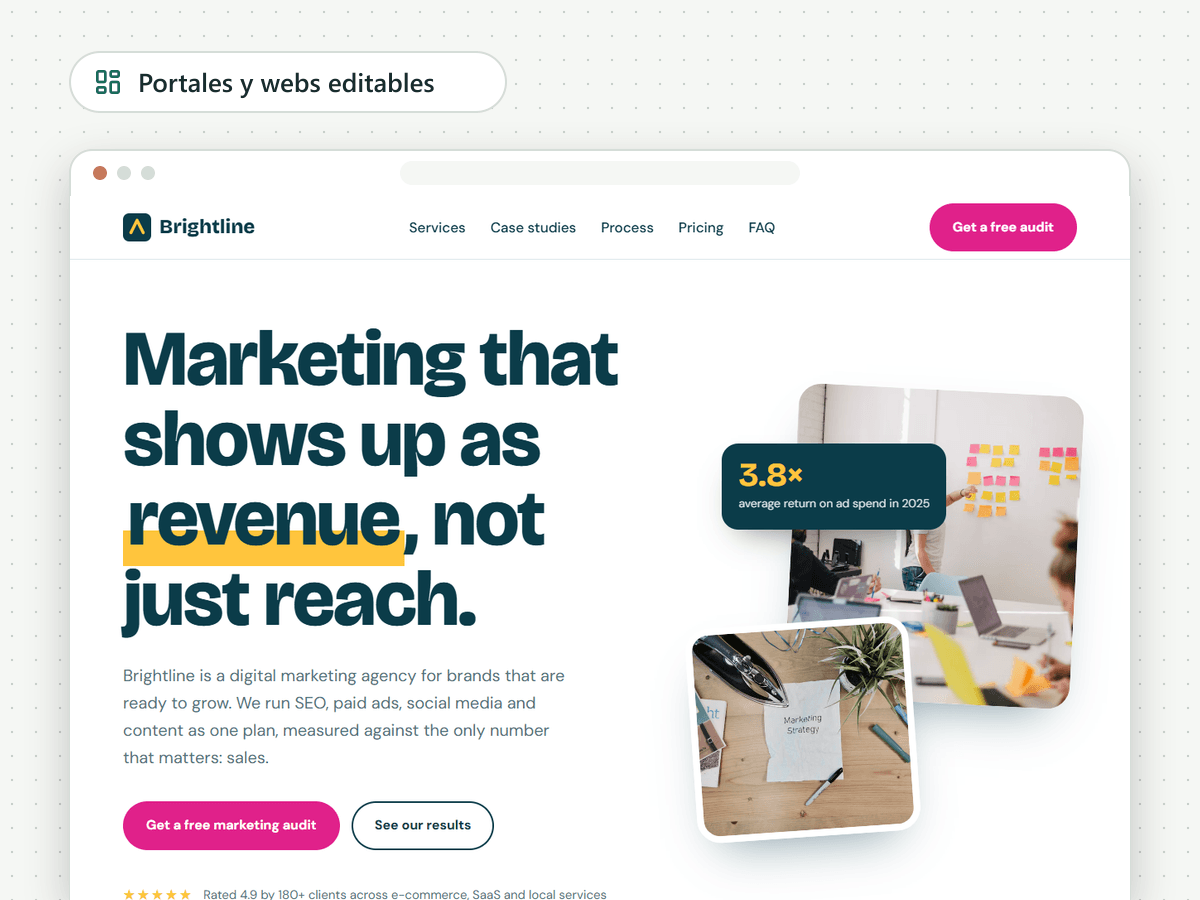 Portales y webs editables
Brightline
Services
Case studies
Process
Pricing
FAQ
Get a free audit
Marketing that
shows up as
revenue, not
just reach.
3.8×
average return on ad spend in 2025
Marketing
Strategy
ht
Brightline is a digital marketing agency for brands that are
ready to grow. We run SEO, paid ads, social media and
content as one plan, measured against the only number
that matters: sales.
Get a free marketing audit
See our results
★★★★★ Rated 4.9 by 180+ clients across e-commerce, SaaS and local services